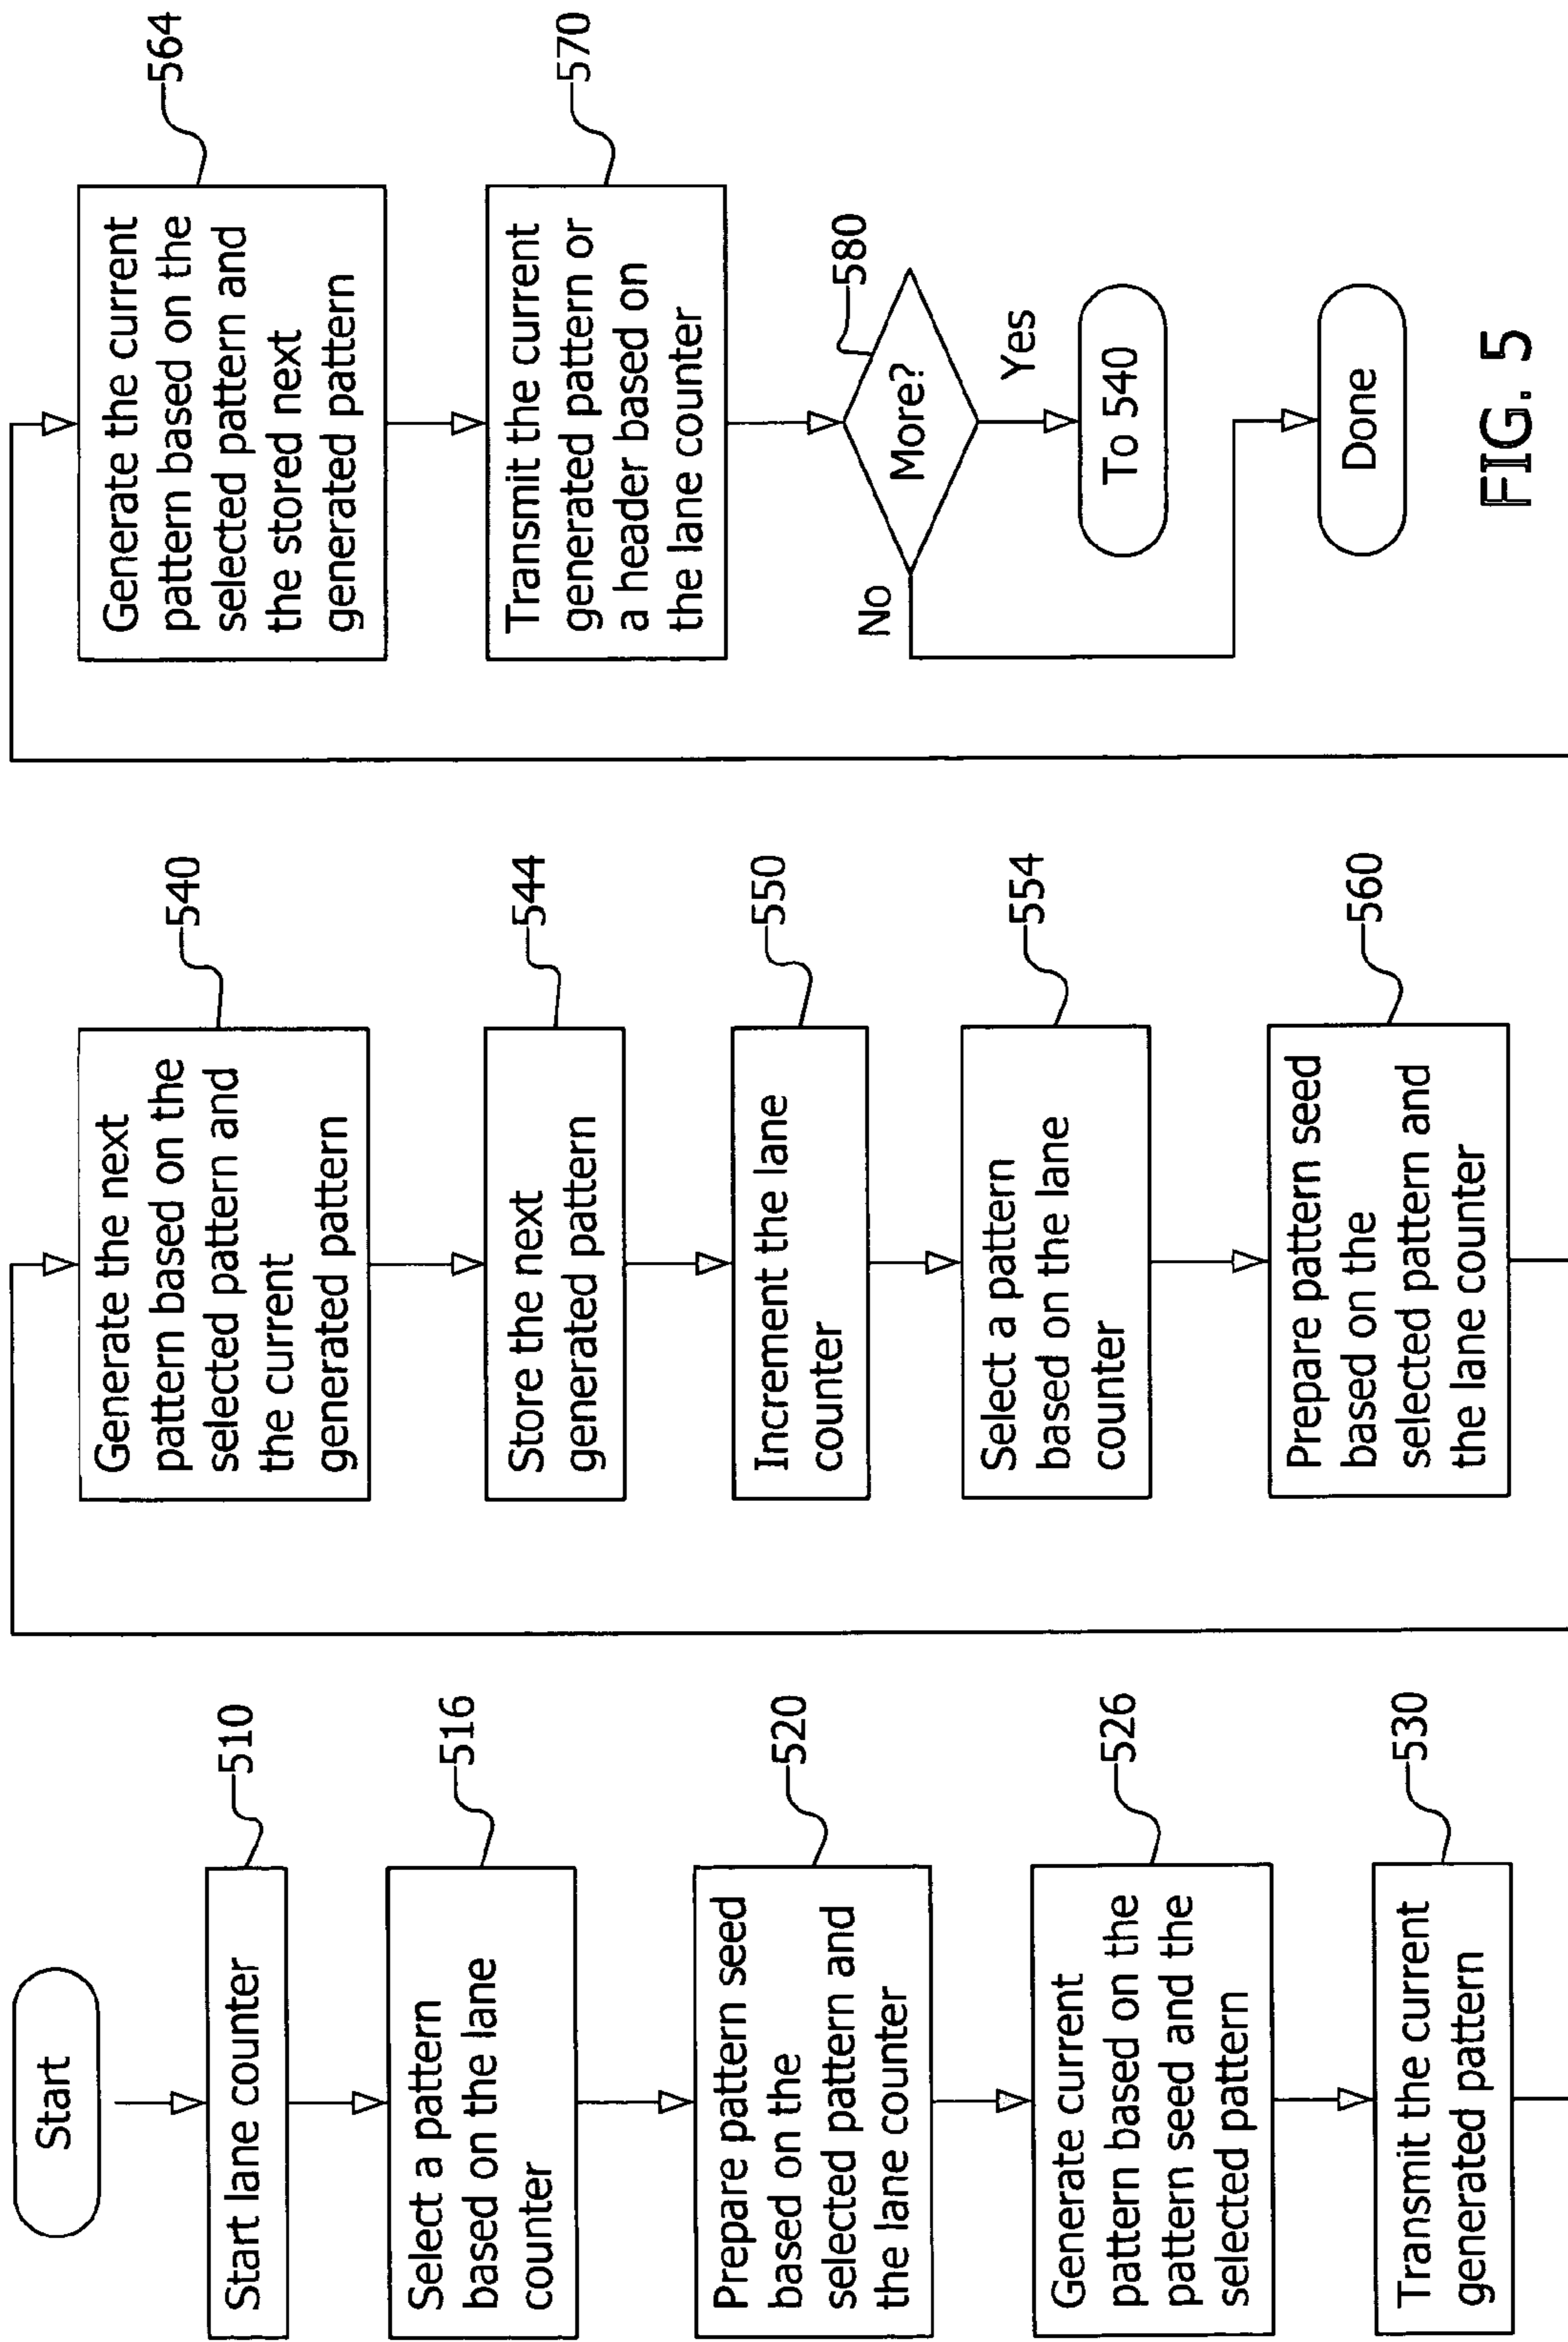 Start
Start lane counter
510
Select a pattern
based on the lane
counter
516
Prepare pattern seed
based on the
selected pattern and
the lane counter
520
Generate current
pattern based on the
pattern seed and the
selected pattern
526
Transmit the current
generated pattern
530
Generate the next
pattern based on the
selected pattern and
the current
generated pattern
540
Store the next
generated pattern
544
Increment the lane
counter
550
Select a pattern
based on the lane
counter
554
Prepare pattern seed
based on the
selected pattern and
the lane counter
560
Generate the current
pattern based on the
selected pattern and
the stored next
generated pattern
564
Transmit the current
generated pattern or
a header based on
the lane counter
570
More?
580
No
Yes
To 540
Done
FIG. 5